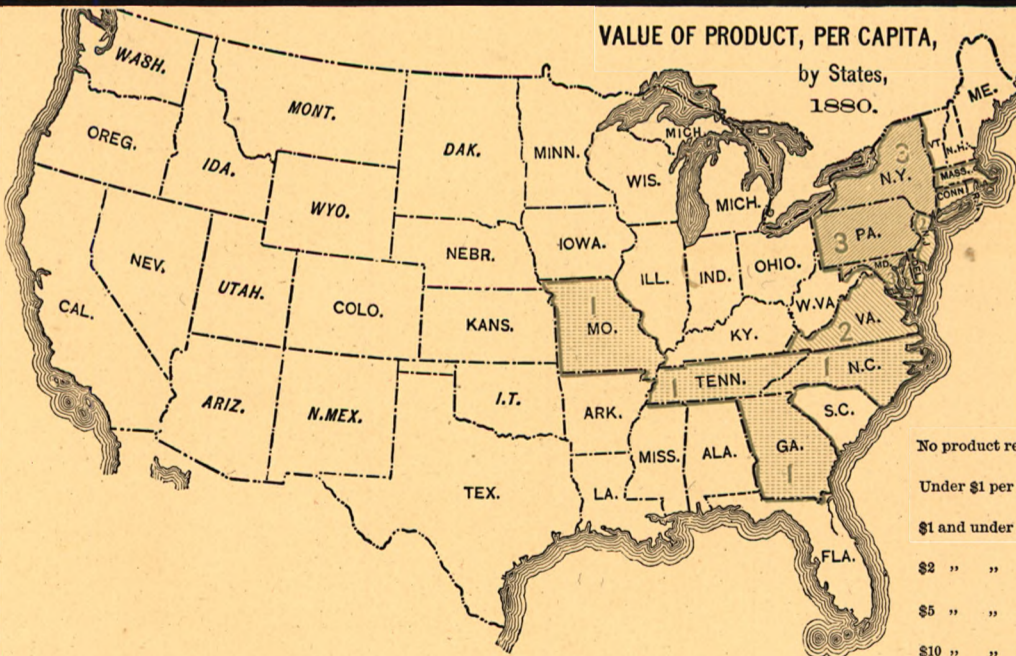 VALUE OF PRODUCT, PER CAPITA,
by States,
1880.
WASH.
OREG.
CAL.
NEV.
IDA.
MONT.
WYO.
UTAH.
ARIZ.
COLO.
N.MEX.
DAK.
NEBR.
KANS.
I.T.
TEX.
MINN.
IOWA.
1
MO.
ARK.
LA.
WIS.
MICH.
MICH.
ILL.
IND.
OHIO.
KY.
1 TENN.
MISS.
ALA.
GA.
1
FLA.
S.C.
1 N.C.
2 VA.
W.VA
MD.
3 PA.
2
3
N.Y.
VT.
N.H.
ME.
MASS.
CONN
No product re
Under $1 per
$1 and under
$2 " "
$5 " "
$10 " "